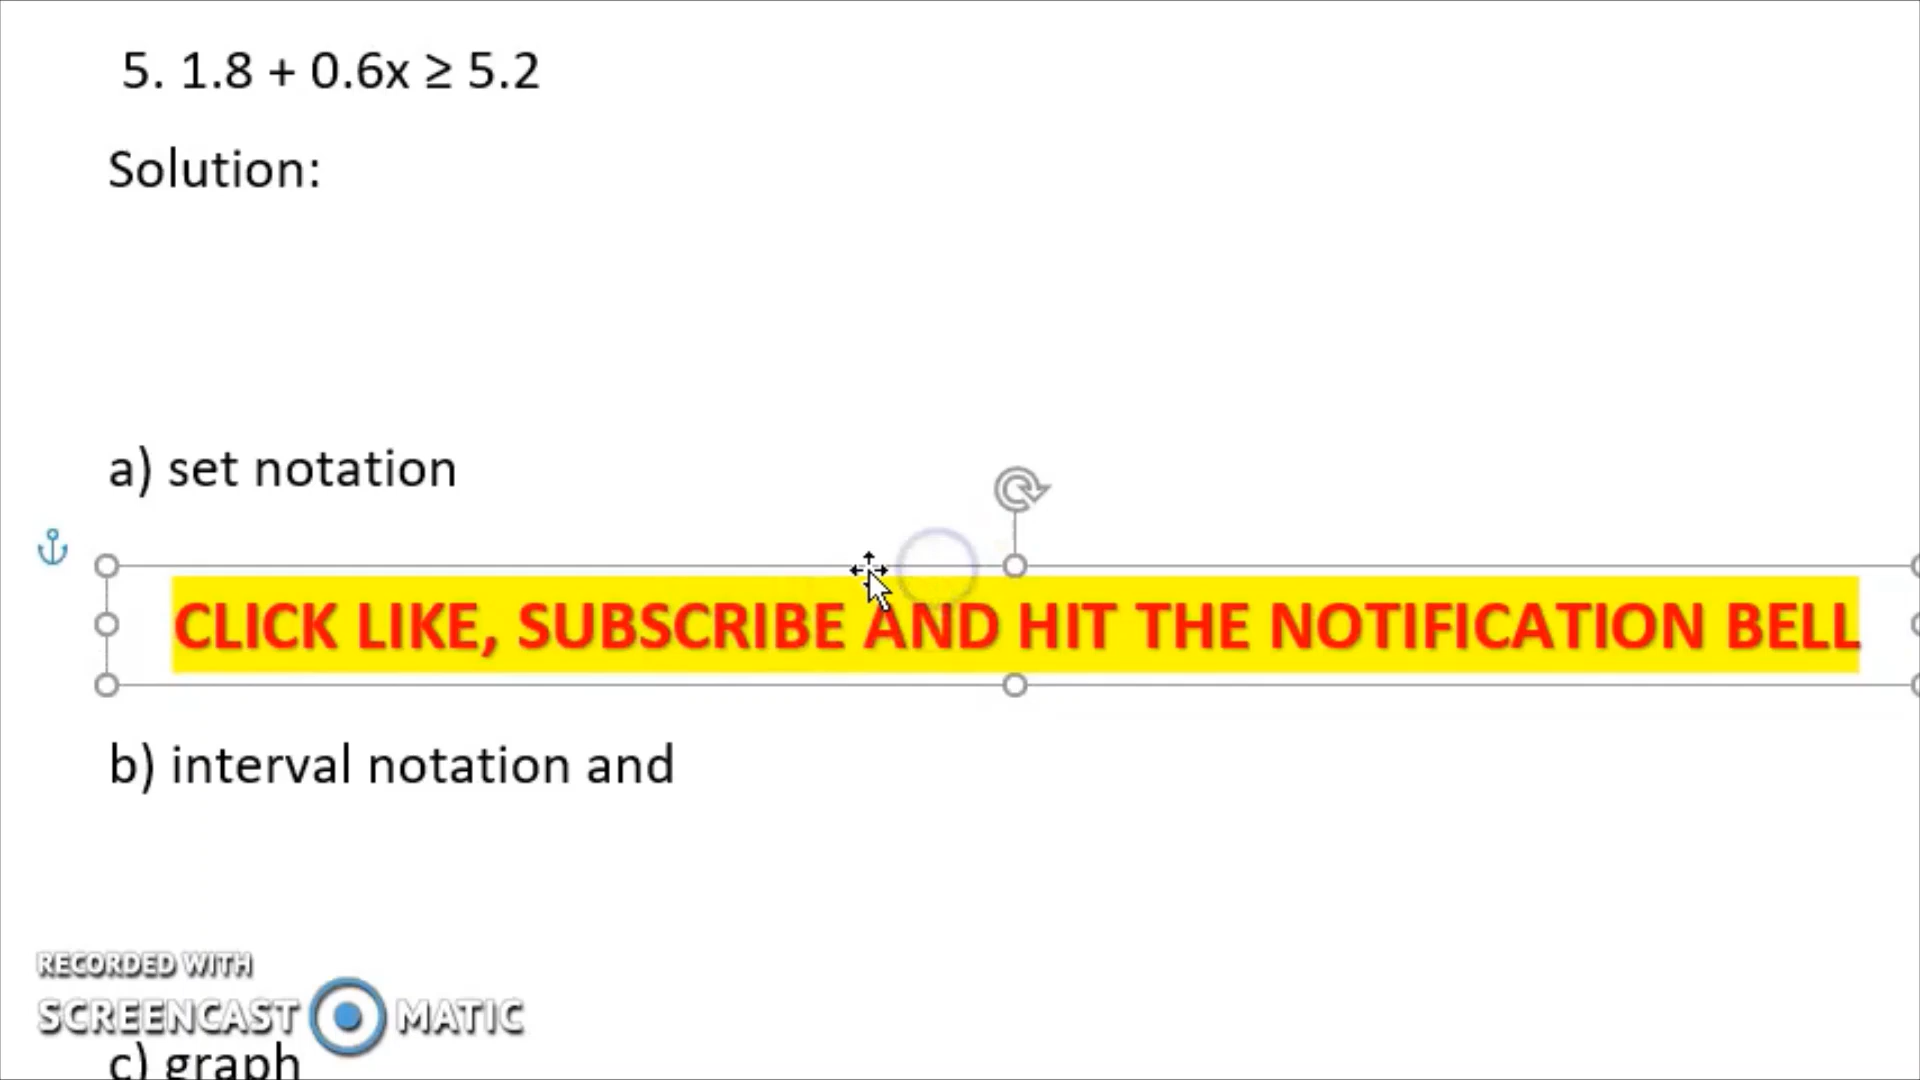 5. 1.8 + 0.6x ≥ 5.2
Solution:
a) set notation
CLICK LIKE, SUBSCRIBE AND HIT THE NOTIFICATION BELL
b) interval notation and
RECORDED WITH
SCREENCAST MATIC
c) graph